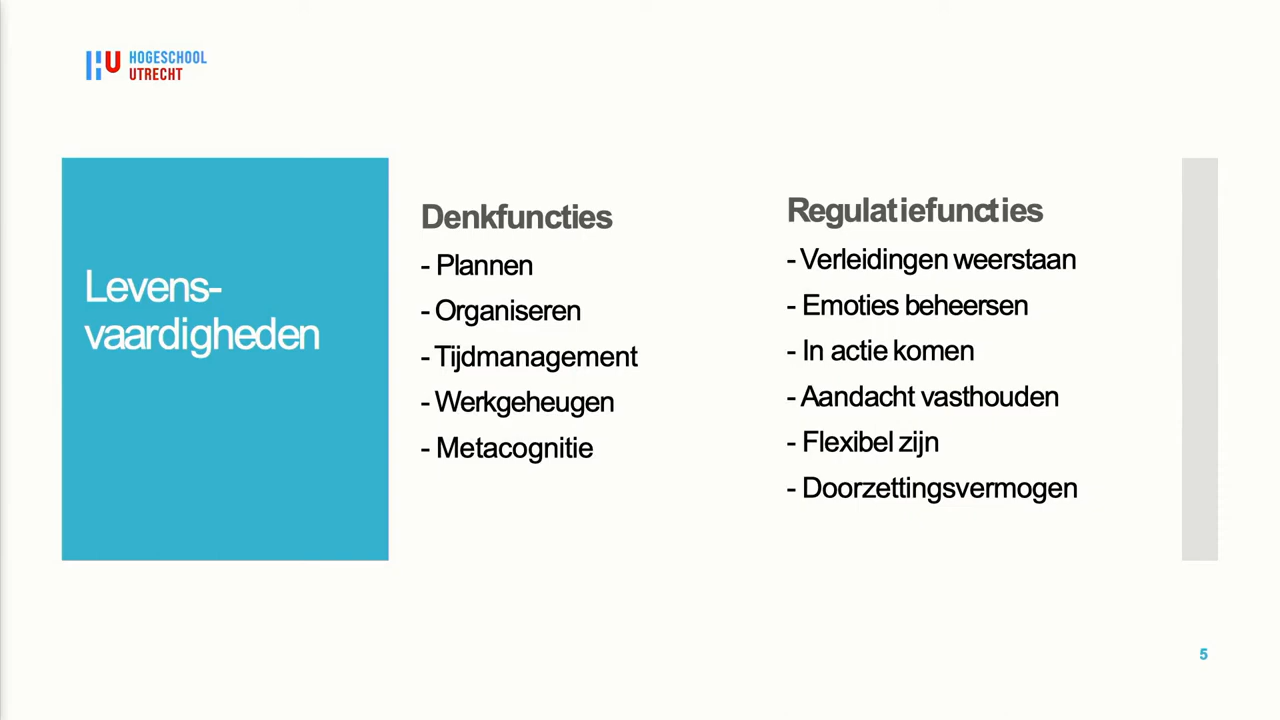 HOGESCHOOL
UTRECHT
Levens-
vaardigheden
Denkfuncties
- Plannen
- Organiseren
- Tijdmanagement
- Werkgeheugen
- Metacognitie
Regulatiefuncties
- Verleidingen weerstaan
- Emoties beheersen
- In actie komen
- Aandacht vasthouden
- Flexibel zijn
- Doorzettingsvermogen
5